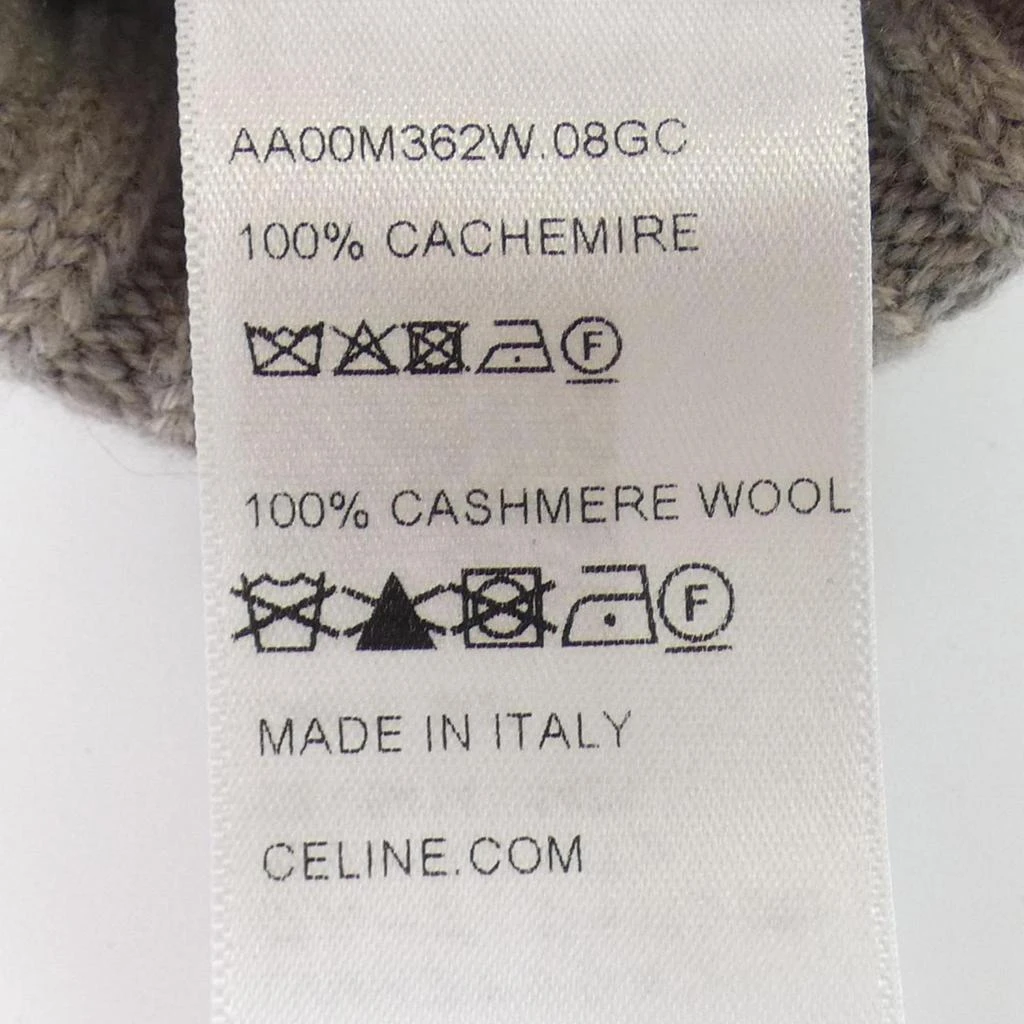 AA00M362W.08GC
100% CACHEMIRE
F
100% CASHMERE WOOL
F
MADE IN ITALY
CELINE.COM